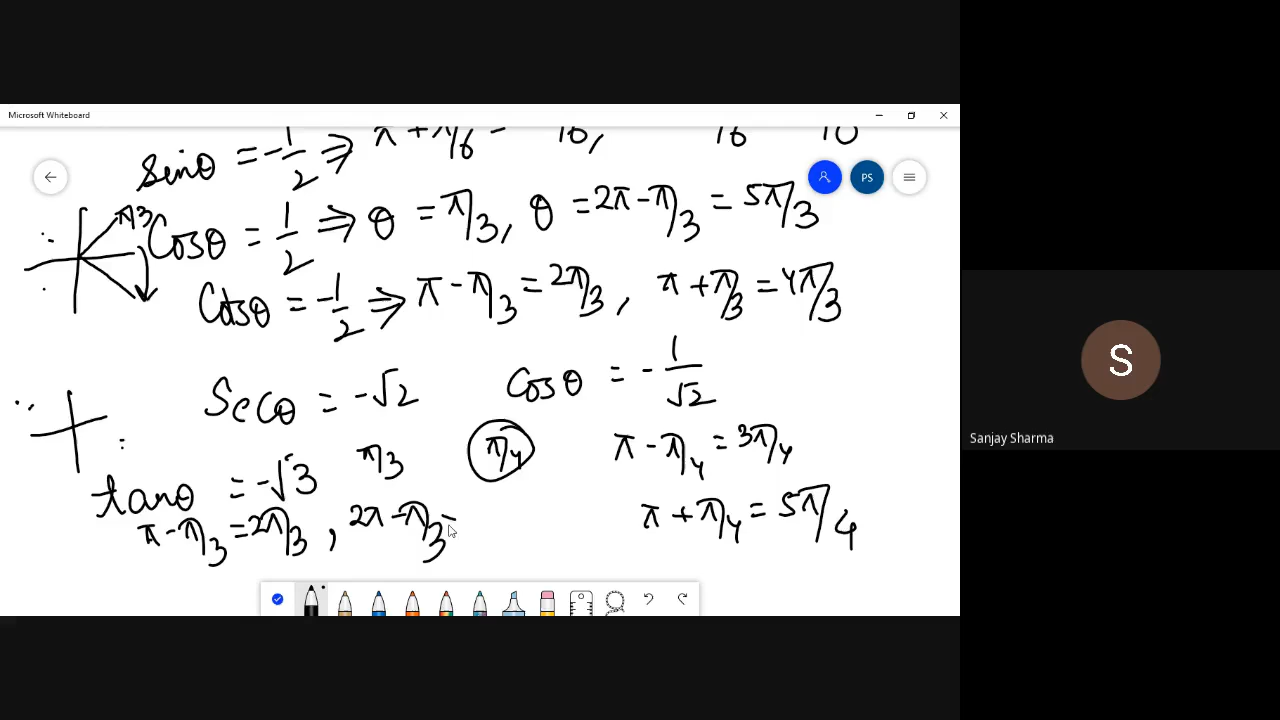 Microsoft Whiteboard
sinθ = -1/2 ⇒ π + π/6 =
PS
π/3
Cosθ = 1/2 ⇒ θ = π/3, θ = 2π - π/3 = 5π/3
Cosθ = -1/2 ⇒ π - π/3 = 2π/3, π + π/3 = 4π/3
Secθ = -√2 Cosθ = -1/√2
π/3 π/4 π - π/4 = 3π/4
tanθ = -√3
π - π/3 = 2π/3, 2π - π/3 =
π + π/4 = 5π/4
S
Sanjay Sharma